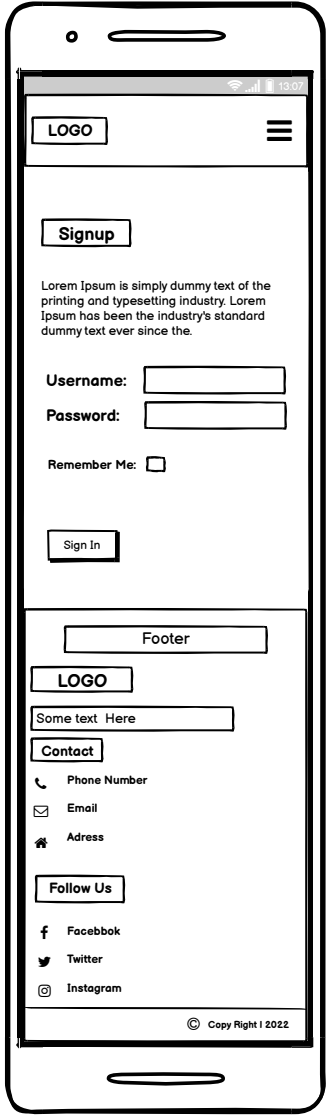 13:07
LOGO
Signup
Lorem Ipsum is simply dummy text of the
printing and typesetting industry. Lorem
Ipsum has been the industry's standard
dummy text ever since the.
Username:
Password:
Remember Me:
Sign In
Footer
LOGO
Some text Here
Contact
Phone Number
Email
Adress
Follow Us
Facebbok
Twitter
Instagram
© Copy Right | 2022